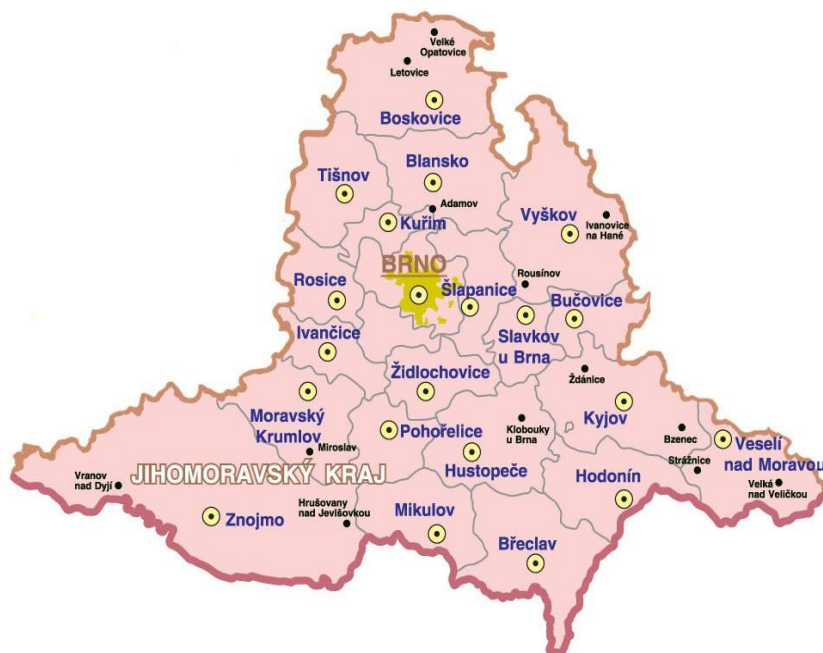 Velké
Opatovice
Letovice
Boskovice
Blansko
Tišnov
Adamov
Kuřim
Vyškov
Ivanovice
na Hané
BRNO
Rousínov
Rosice
Šlapanice
Bučovice
Ivančice
Slavkov
u Brna
Židlochovice
Ždánice
Moravský
Krumlov
Miroslav
Pohořelice
Klobouky
u Brna
Kyjov
Bzenec
Veselí
nad Moravou
Hustopeče
Strážnice
Vranov
nad Dyjí
JIHOMORAVSKÝ KRAJ
Hodonín
Velká
nad Veličkou
Hrušovany
nad Jevišovkou
Znojmo
Mikulov
Břeclav